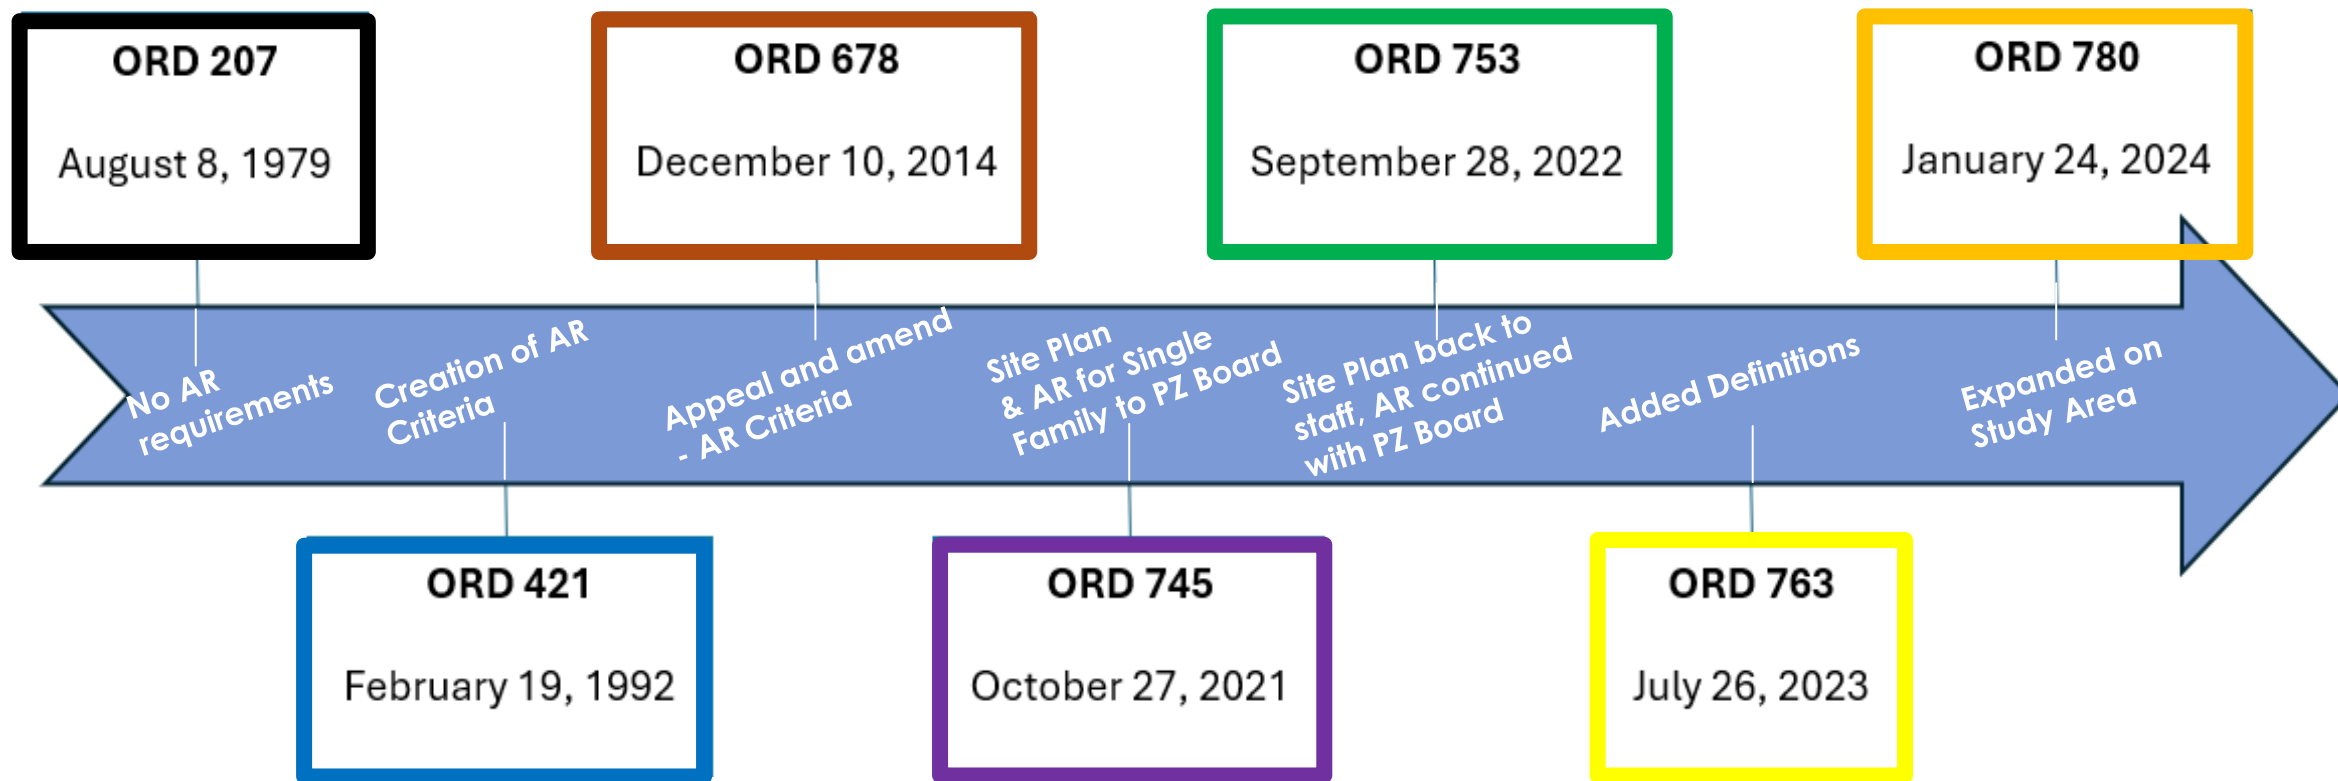 ORD 207
August 8, 1979
ORD 678
December 10, 2014
ORD 753
September 28, 2022
ORD 780
January 24, 2024
No AR
requirements
Creation of AR
Criteria
Appeal and amend
- AR Criteria
Site Plan
& AR for Single
Family to PZ Board
Site Plan back to
staff, AR continued
with PZ Board
Added Definitions
Expanded on
Study Area
ORD 421
February 19, 1992
ORD 745
October 27, 2021
ORD 763
July 26, 2023